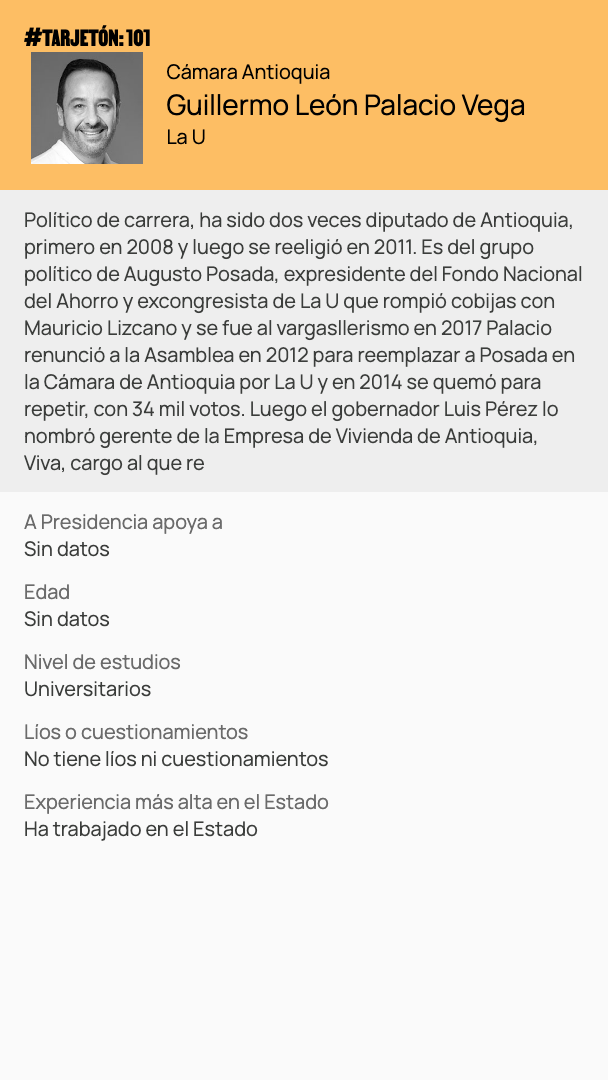 #TARJETÓN: 101
Cámara Antioquia
Guillermo León Palacio Vega
La U
Político de carrera, ha sido dos veces diputado de Antioquia,
primero en 2008 y luego se reeligió en 2011. Es del grupo
político de Augusto Posada, expresidente del Fondo Nacional
del Ahorro y excongresista de La U que rompió cobijas con
Mauricio Lizcano y se fue al vargasllerismo en 2017 Palacio
renunció a la Asamblea en 2012 para reemplazar a Posada en
la Cámara de Antioquia por La U y en 2014 se quemó para
repetir, con 34 mil votos. Luego el gobernador Luis Pérez lo
nombró gerente de la Empresa de Vivienda de Antioquia,
Viva, cargo al que re
A Presidencia apoya a
Sin datos
Edad
Sin datos
Nivel de estudios
Universitarios
Líos o cuestionamientos
No tiene líos ni cuestionamientos
Experiencia más alta en el Estado
Ha trabajado en el Estado